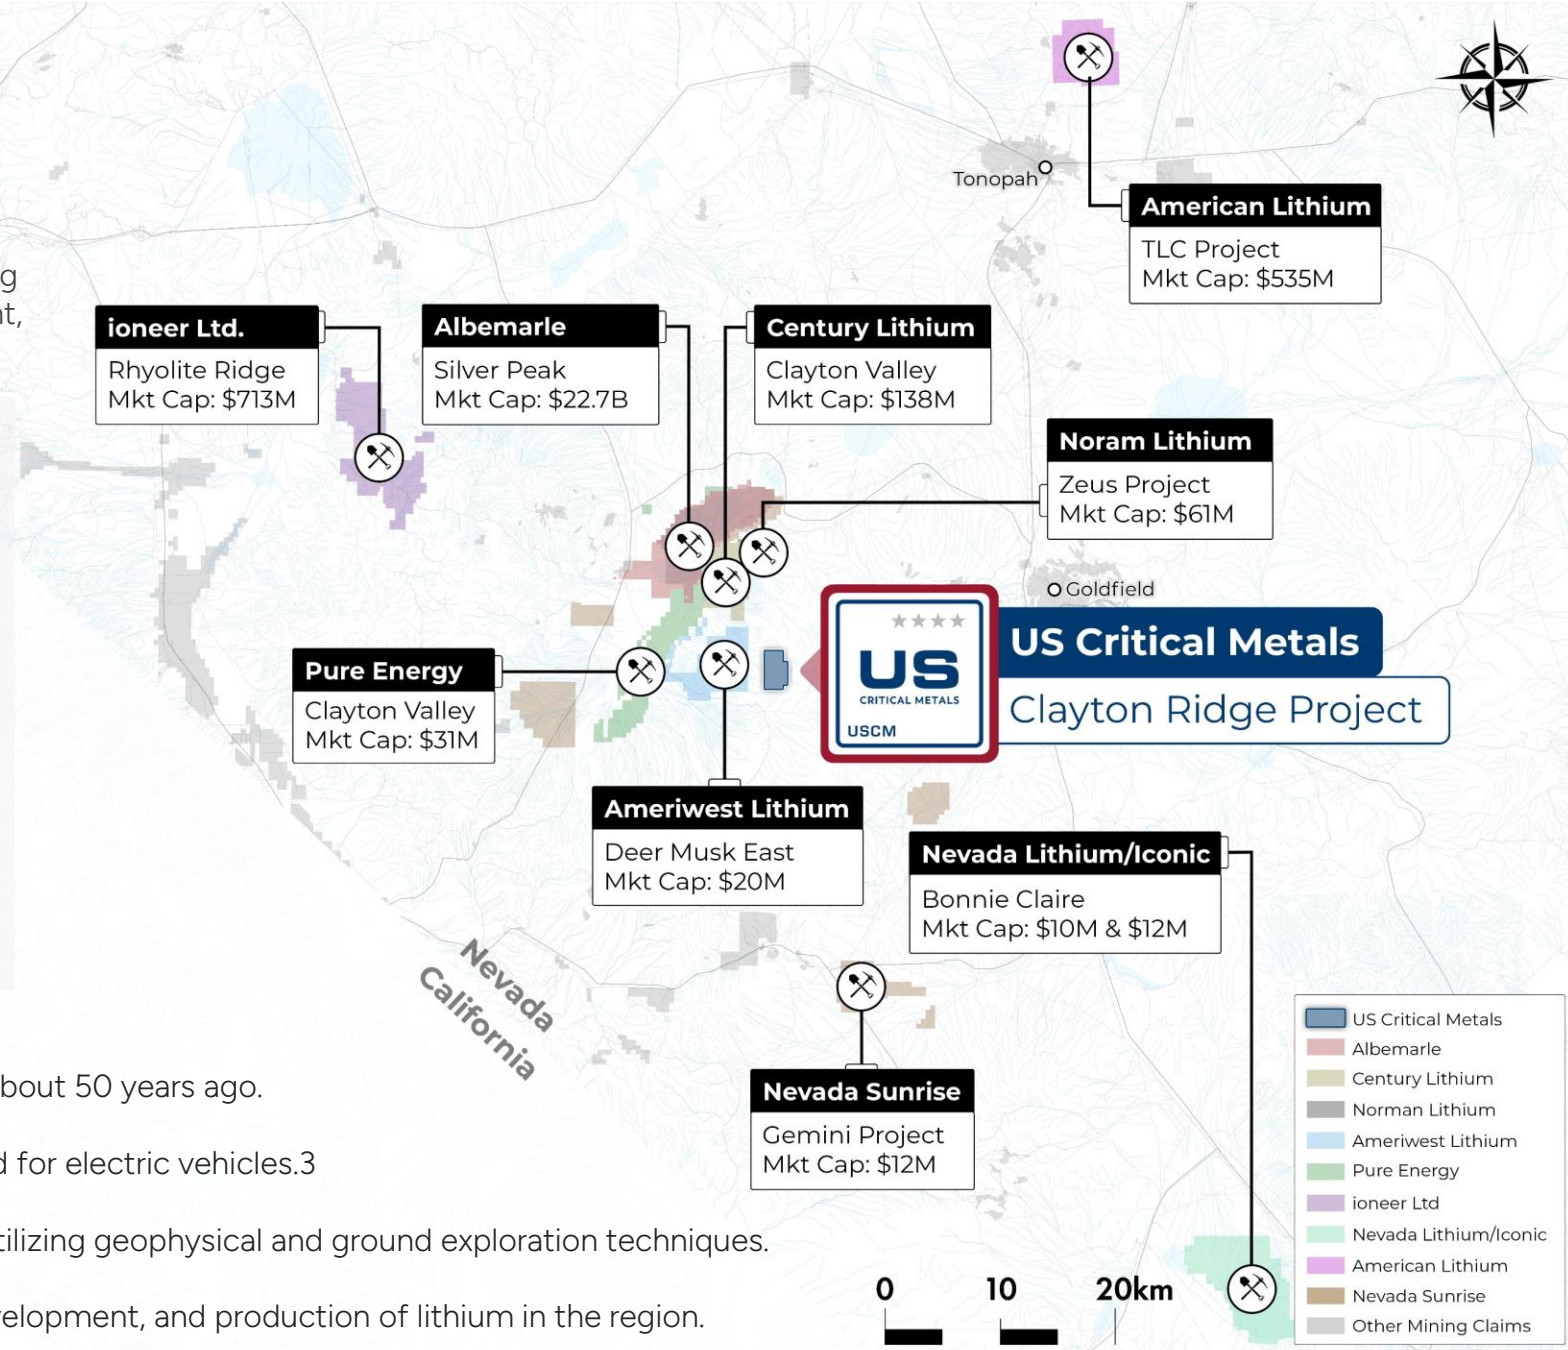 Tonopah
American Lithium
TLC Project
Mkt Cap: $535M
g
nt,
ioneer Ltd.
Rhyolite Ridge
Mkt Cap: $713M
Albemarle
Silver Peak
Mkt Cap: $22.7B
Century Lithium
Clayton Valley
Mkt Cap: $138M
Noram Lithium
Zeus Project
Mkt Cap: $61M
Goldfield
US
CRITICAL METALS
USCM
US Critical Metals
Clayton Ridge Project
Pure Energy
Clayton Valley
Mkt Cap: $31M
Ameriwest Lithium
Deer Musk East
Mkt Cap: $20M
Nevada Lithium/Iconic
Bonnie Claire
Mkt Cap: $10M & $12M
Nevada
California
Nevada Sunrise
Gemini Project
Mkt Cap: $12M
bout 50 years ago.
d for electric vehicles.3
tilizing geophysical and ground exploration techniques.
velopment, and production of lithium in the region.
0 10 20km
US Critical Metals
Albemarle
Century Lithium
Norman Lithium
Ameriwest Lithium
Pure Energy
ioneer Ltd
Nevada Lithium/Iconic
American Lithium
Nevada Sunrise
Other Mining Claims